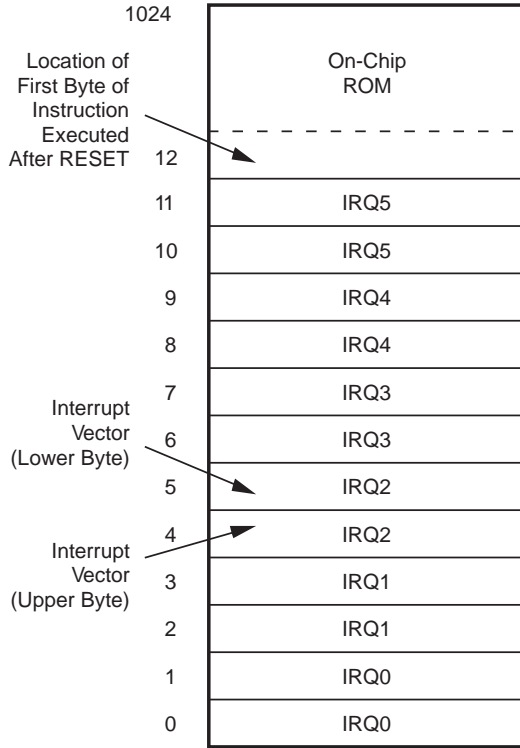 1024
Location of
First Byte of
Instruction
Executed
After RESET
On-Chip
ROM
12
11 IRQ5
10 IRQ5
9 IRQ4
8 IRQ4
7 IRQ3
Interrupt
Vector
(Lower Byte)
6 IRQ3
5 IRQ2
4 IRQ2
Interrupt
Vector
(Upper Byte)
3 IRQ1
2 IRQ1
1 IRQ0
0 IRQ0